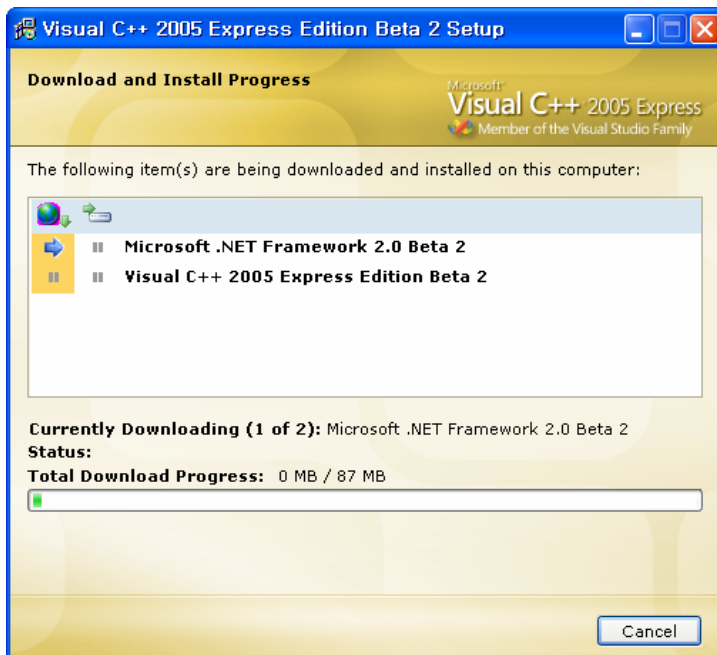 Visual C++ 2005 Express Edition Beta 2 Setup
Download and Install Progress
Microsoft
Visual C++ 2005 Express
Member of the Visual Studio Family
The following item(s) are being downloaded and installed on this computer:
Microsoft .NET Framework 2.0 Beta 2
Visual C++ 2005 Express Edition Beta 2
Currently Downloading (1 of 2): Microsoft .NET Framework 2.0 Beta 2
Status:
Total Download Progress: 0 MB / 87 MB
Cancel